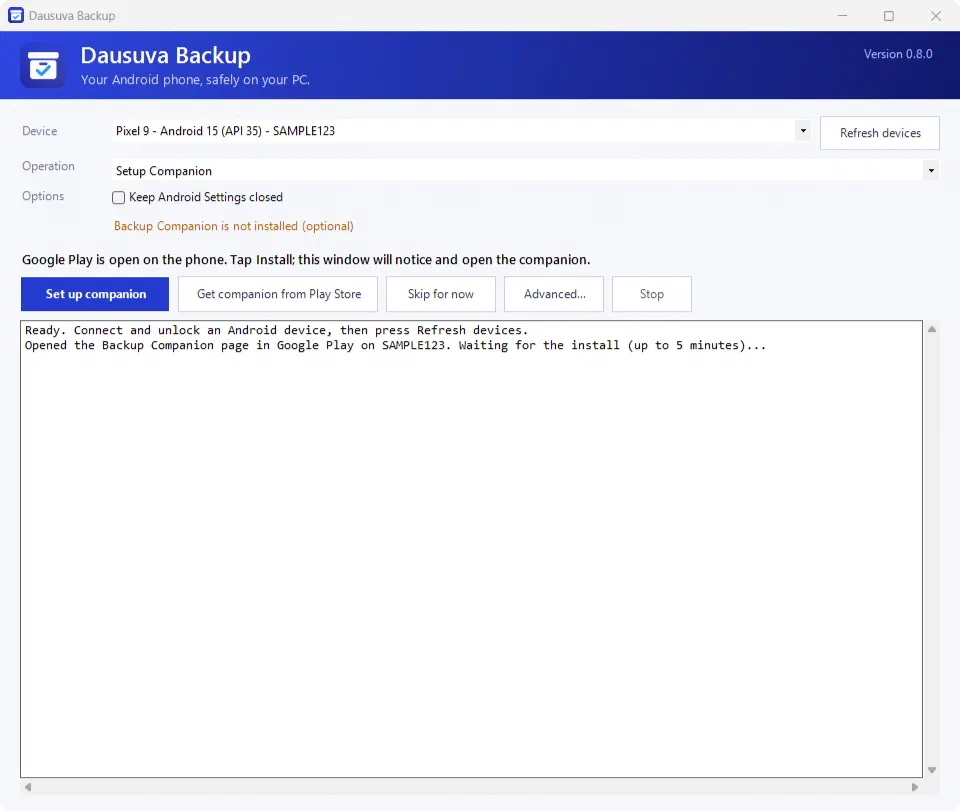 Dausuva Backup
Dausuva Backup
Your Android phone, safely on your PC.
Version 0.8.0
Device
Pixel 9 - Android 15 (API 35) - SAMPLE123
Refresh devices
Operation
Setup Companion
Options
Keep Android Settings closed
Backup Companion is not installed (optional)
Google Play is open on the phone. Tap Install; this window will notice and open the companion.
Set up companion
Get companion from Play Store
Skip for now
Advanced...
Stop
Ready. Connect and unlock an Android device, then press Refresh devices.
Opened the Backup Companion page in Google Play on SAMPLE123. Waiting for the install (up to 5 minutes)...